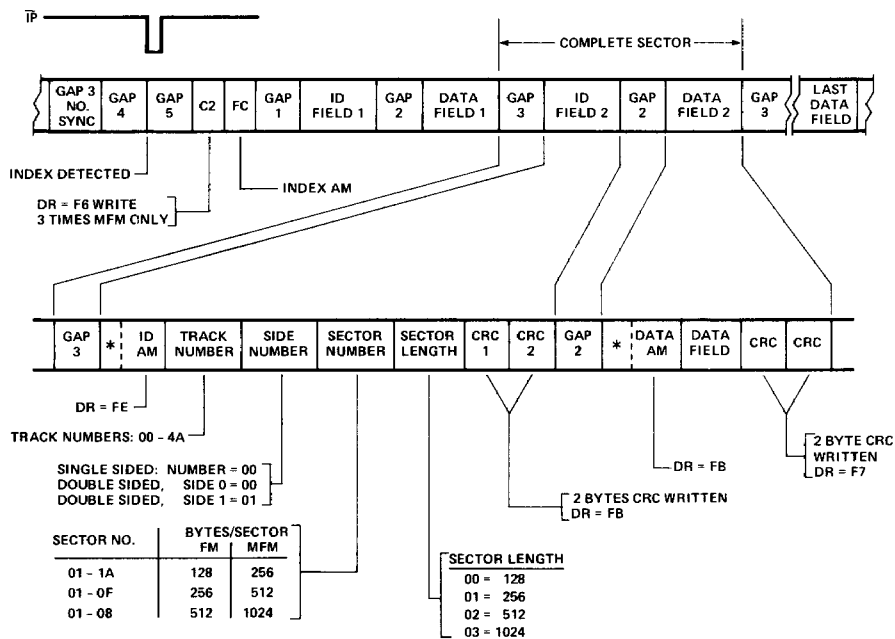 IP
COMPLETE SECTOR
GAP 3 NO. SYNC
GAP 4
GAP 5
C2
FC
GAP 1
ID FIELD 1
GAP 2
DATA FIELD 1
GAP 3
ID FIELD 2
GAP 2
DATA FIELD 2
GAP 3
LAST DATA FIELD
INDEX DETECTED
INDEX AM
DR = F6 WRITE
3 TIMES MFM ONLY
GAP 3
*
ID AM
TRACK NUMBER
SIDE NUMBER
SECTOR NUMBER
SECTOR LENGTH
CRC 1
CRC 2
GAP 2
*
DATA AM
DATA FIELD
CRC
CRC
DR = FE
TRACK NUMBERS: 00 - 4A
SINGLE SIDED: NUMBER = 00
DOUBLE SIDED, SIDE 0 = 00
DOUBLE SIDED, SIDE 1 = 01
DR = FB
2 BYTE CRC
WRITTEN
DR = F7
2 BYTES CRC WRITTEN
DR = FB
SECTOR NO. BYTES/SECTOR
FM MFM
01 - 1A 128 256
01 - 0F 256 512
01 - 08 512 1024
SECTOR LENGTH
00 = 128
01 = 256
02 = 512
03 = 1024